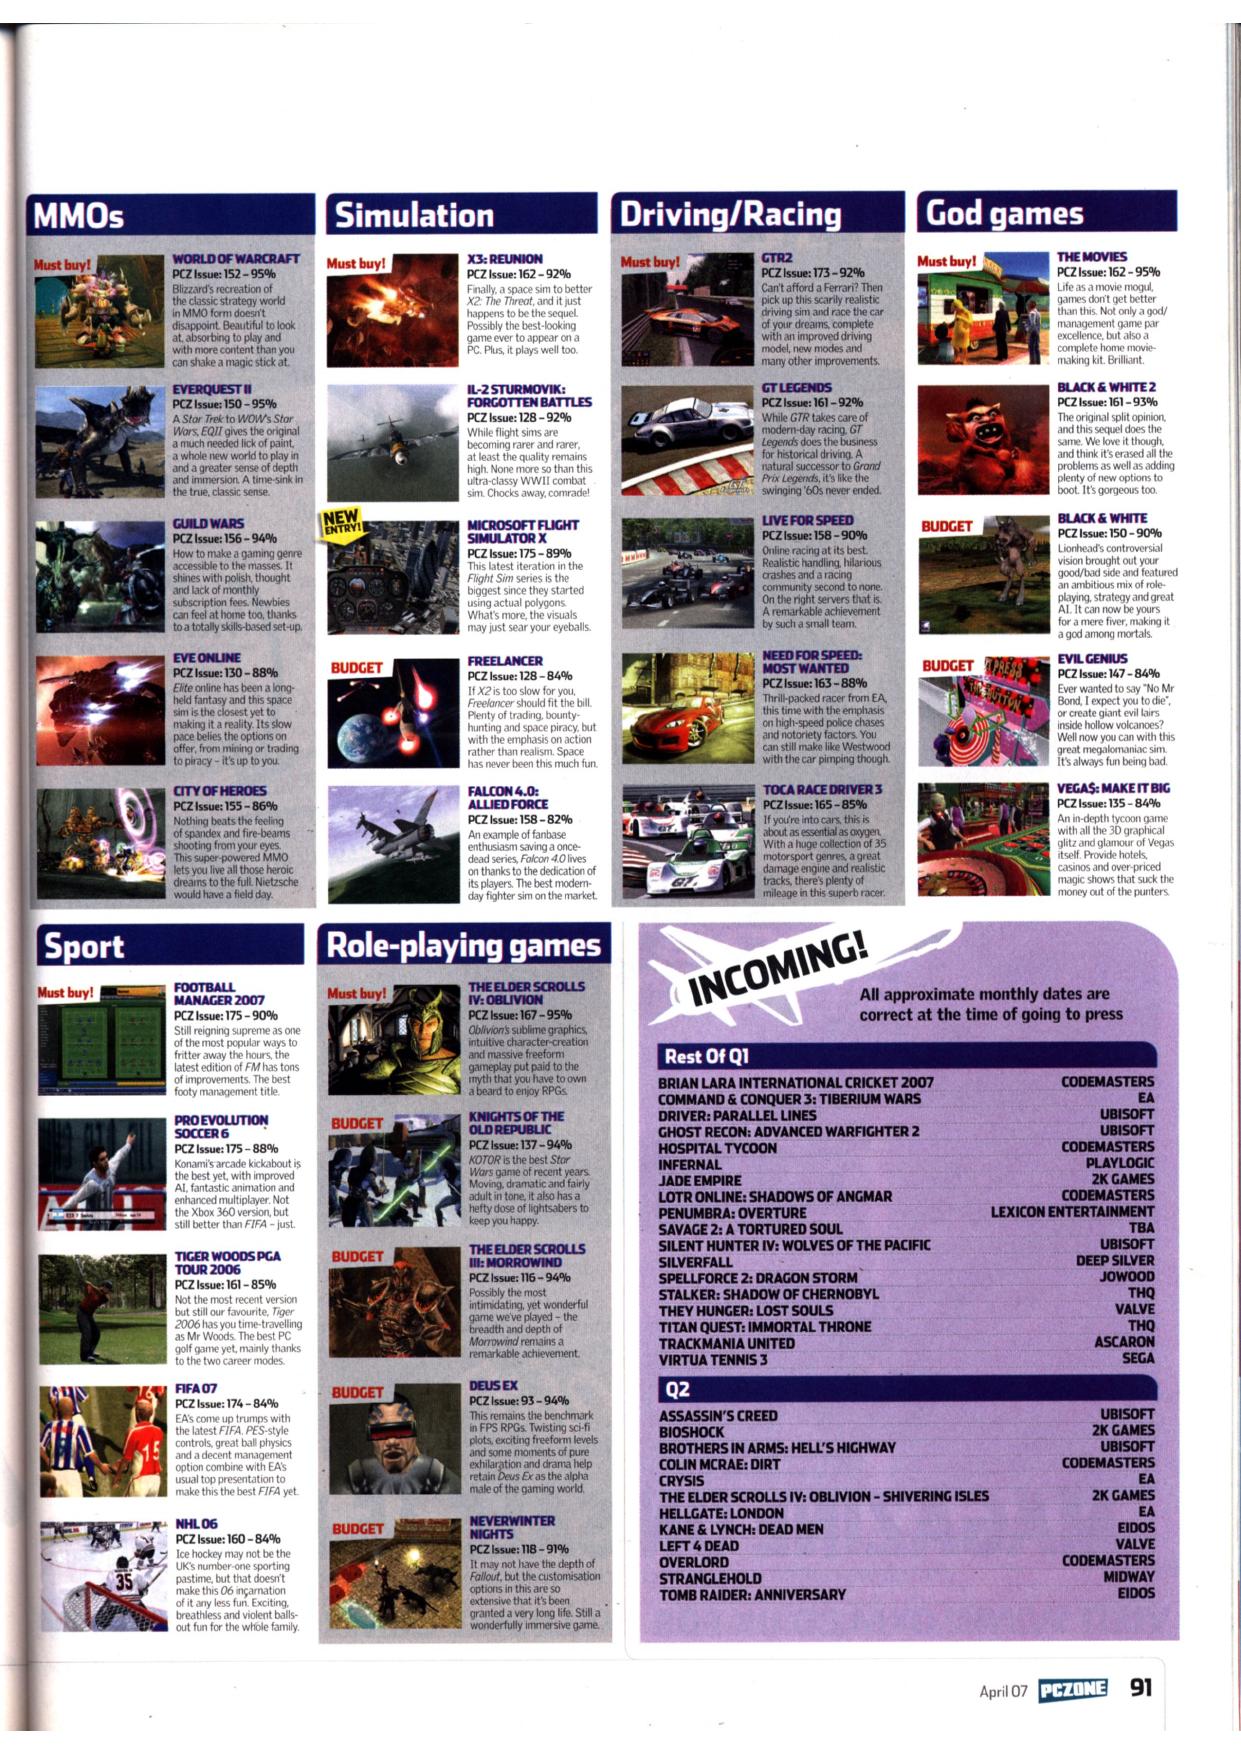 MMOs
Must buy!
WORLD OF WARCRAFT
PCZ Issue: 152 – 95%
Blizzard's recreation of
the classic strategy world
in MMO form doesn't
disappoint. Beautiful to look
at, absorbing to play and
with more content than you
can shake a magic stick at.
EVERQUEST II
PCZ Issue: 150 – 95%
A Star Trek to WOW's Star
Wars, EQII gives the original
a much needed lick of paint,
a whole new world to play in
and a greater sense of depth
and immersion. A time-sink in
the true, classic sense.
GUILD WARS
PCZ Issue: 156 – 94%
How to make a gaming genre
accessible to the masses. It
shines with polish, thought
and lack of monthly
subscription fees. Newbies
can feel at home too, thanks
to a totally skills-based set-up.
EVE ONLINE
PCZ Issue: 130 – 88%
Elite online has been a long-
held fantasy and this space
sim is the closest yet to
making it a reality. Its slow
pace belies the options on
offer, from mining or trading
to piracy – it's up to you.
CITY OF HEROES
PCZ Issue: 155 – 86%
Nothing beats the feeling
of spandex and fire-beams
shooting from your eyes.
This super-powered MMO
lets you live all those heroic
dreams to the full. Nietzsche
would have a field day.
Simulation
Must buy!
X3: REUNION
PCZ Issue: 162 – 92%
Finally, a space sim to better
X2: The Threat, and it just
happens to be the sequel.
Possibly the best-looking
game ever to appear on a
PC. Plus, it plays well too.
IL-2 STURMOVIK:
FORGOTTEN BATTLES
PCZ Issue: 128 – 92%
While flight sims are
becoming rarer and rarer,
at least the quality remains
high. None more so than this
ultra-classy WWII combat
sim. Chocks away, comrade!
NEW
ENTRY!
MICROSOFT FLIGHT
SIMULATOR X
PCZ Issue: 175 – 89%
This latest iteration in the
Flight Sim series is the
biggest since they started
using actual polygons.
What's more, the visuals
may just sear your eyeballs.
BUDGET
FREELANCER
PCZ Issue: 128 – 84%
If X2 is too slow for you,
Freelancer should fit the bill.
Plenty of trading, bounty-
hunting and space piracy, but
with the emphasis on action
rather than realism. Space
has never been this much fun.
FALCON 4.0:
ALLIED FORCE
PCZ Issue: 158 – 82%
An example of fanbase
enthusiasm saving a once-
dead series, Falcon 4.0 lives
on thanks to the dedication of
its players. The best modern-
day fighter sim on the market.
Driving/Racing
Must buy!
GTR2
PCZ Issue: 173 – 92%
Can't afford a Ferrari? Then
pick up this scarily realistic
driving sim and race the car
of your dreams, complete
with an improved driving
model, new modes and
many other improvements.
GT LEGENDS
PCZ Issue: 161 – 92%
While GTR takes care of
modern-day racing, GT
Legends does the business
for historical driving. A
natural successor to Grand
Prix Legends, it's like the
swinging '60s never ended.
LIVE FOR SPEED
PCZ Issue: 158 – 90%
Online racing at its best.
Realistic handling, hilarious
crashes and a racing
community second to none.
On the right servers that is.
A remarkable achievement
by such a small team.
NEED FOR SPEED:
MOST WANTED
PCZ Issue: 163 – 88%
Thrill-packed racer from EA,
this time with the emphasis
on high-speed police chases
and notoriety factors. You
can still make like Westwood
with the car pimping though.
TOCA RACE DRIVER 3
PCZ Issue: 165 – 85%
If you're into cars, this is
about as essential as oxygen.
With a huge collection of 35
motorsport genres, a great
damage engine and realistic
tracks, there's plenty of
mileage in this superb racer.
God games
Must buy!
THE MOVIES
PCZ Issue: 162 – 95%
Life as a movie mogul,
games don't get better
than this. Not only a god/
management game par
excellence, but also a
complete home movie-
making kit. Brilliant.
BLACK & WHITE 2
PCZ Issue: 161 – 93%
The original split opinion,
and this sequel does the
same. We love it though,
and think it's erased all the
problems as well as adding
plenty of new options to
boot. It's gorgeous too.
BUDGET
BLACK & WHITE
PCZ Issue: 150 – 90%
Lionhead's controversial
vision brought out your
good/bad side and featured
an ambitious mix of role-
playing, strategy and great
AI. It can now be yours
for a mere fiver, making it
a god among mortals.
BUDGET
EVIL GENIUS
PCZ Issue: 147 – 84%
Ever wanted to say "No Mr
Bond, I expect you to die",
or create giant evil lairs
inside hollow volcanoes?
Well now you can with this
great megalomaniac sim.
It's always fun being bad.
VEGA$: MAKE IT BIG
PCZ Issue: 135 – 84%
An in-depth tycoon game
with all the 3D graphical
glitz and glamour of Vegas
itself. Provide hotels,
casinos and over-priced
magic shows that suck the
money out of the punters.
Sport
Must buy!
FOOTBALL
MANAGER 2007
PCZ Issue: 175 – 90%
Still reigning supreme as one
of the most popular ways to
fritter away the hours, the
latest edition of FM has tons
of improvements. The best
footy management title.
PRO EVOLUTION
SOCCER 6
PCZ Issue: 175 – 88%
Konami's arcade kickabout is
the best yet, with improved
AI, fantastic animation and
enhanced multiplayer. Not
the Xbox 360 version, but
still better than FIFA – just.
TIGER WOODS PGA
TOUR 2006
PCZ Issue: 161 – 85%
Not the most recent version
but still our favourite, Tiger
2006 has you time-travelling
as Mr Woods. The best PC
golf game yet, mainly thanks
to the two career modes.
FIFA 07
PCZ Issue: 174 – 84%
EA's come up trumps with
the latest FIFA. PES-style
controls, great ball physics
and a decent management
option combine with EA's
usual top presentation to
make this the best FIFA yet.
15
NHL 06
PCZ Issue: 160 – 84%
Ice hockey may not be the
UK's number-one sporting
pastime, but that doesn't
make this 06 incarnation
of it any less fun. Exciting,
breathless and violent balls-
out fun for the whole family.
35
Role-playing games
Must buy!
THE ELDER SCROLLS
IV: OBLIVION
PCZ Issue: 167 – 95%
Oblivion's sublime graphics,
intuitive character-creation
and massive freeform
gameplay put paid to the
myth that you have to own
a beard to enjoy RPGs.
BUDGET
KNIGHTS OF THE
OLD REPUBLIC
PCZ Issue: 137 – 94%
KOTOR is the best Star
Wars game of recent years.
Moving, dramatic and fairly
adult in tone, it also has a
hefty dose of lightsabers to
keep you happy.
BUDGET
THE ELDER SCROLLS
III: MORROWIND
PCZ Issue: 116 – 94%
Possibly the most
intimidating, yet wonderful
game we've played – the
breadth and depth of
Morrowind remains a
remarkable achievement.
BUDGET
DEUS EX
PCZ Issue: 93 – 94%
This remains the benchmark
in FPS RPGs. Twisting sci-fi
plots, exciting freeform levels
and some moments of pure
exhilaration and drama help
retain Deus Ex as the alpha
male of the gaming world.
BUDGET
NEVERWINTER
NIGHTS
PCZ Issue: 118 – 91%
It may not have the depth of
Fallout, but the customisation
options in this are so
extensive that it's been
granted a very long life. Still a
wonderfully immersive game.
INCOMING!
All approximate monthly dates are
correct at the time of going to press
Rest Of Q1
BRIAN LARA INTERNATIONAL CRICKET 2007 CODEMASTERS
COMMAND & CONQUER 3: TIBERIUM WARS EA
DRIVER: PARALLEL LINES UBISOFT
GHOST RECON: ADVANCED WARFIGHTER 2 UBISOFT
HOSPITAL TYCOON CODEMASTERS
INFERNAL PLAYLOGIC
JADE EMPIRE 2K GAMES
LOTR ONLINE: SHADOWS OF ANGMAR CODEMASTERS
PENUMBRA: OVERTURE LEXICON ENTERTAINMENT
SAVAGE 2: A TORTURED SOUL TBA
SILENT HUNTER IV: WOLVES OF THE PACIFIC UBISOFT
SILVERFALL DEEP SILVER
SPELLFORCE 2: DRAGON STORM JOWOOD
STALKER: SHADOW OF CHERNOBYL THQ
THEY HUNGER: LOST SOULS VALVE
TITAN QUEST: IMMORTAL THRONE THQ
TRACKMANIA UNITED ASCARON
VIRTUA TENNIS 3 SEGA
Q2
ASSASSIN'S CREED UBISOFT
BIOSHOCK 2K GAMES
BROTHERS IN ARMS: HELL'S HIGHWAY UBISOFT
COLIN MCRAE: DIRT CODEMASTERS
CRYSIS EA
THE ELDER SCROLLS IV: OBLIVION – SHIVERING ISLES 2K GAMES
HELLGATE: LONDON EA
KANE & LYNCH: DEAD MEN EIDOS
LEFT 4 DEAD VALVE
OVERLORD CODEMASTERS
STRANGLEHOLD MIDWAY
TOMB RAIDER: ANNIVERSARY EIDOS
April 07 PCZONE 91